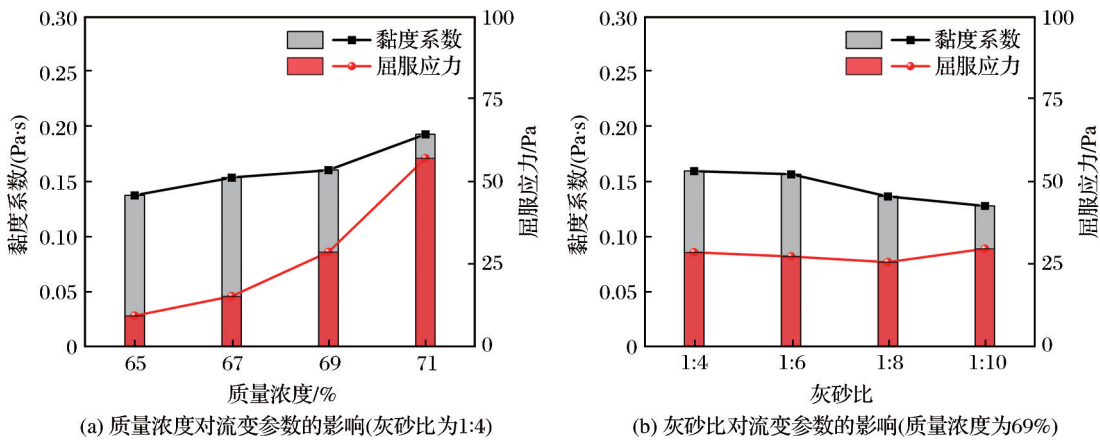 0.30
0.25
0.20
0.15
0.10
0.05
0
黏度系数/(Pa·s)
100
75
50
25
0
屈服应力/Pa
黏度系数
屈服应力
65 67 69 71
质量浓度/%
(a) 质量浓度对流变参数的影响(灰砂比为1:4)
0.30
0.25
0.20
0.15
0.10
0.05
0
黏度系数/(Pa·s)
100
75
50
25
0
屈服应力/Pa
黏度系数
屈服应力
1:4 1:6 1:8 1:10
灰砂比
(b) 灰砂比对流变参数的影响(质量浓度为69%)